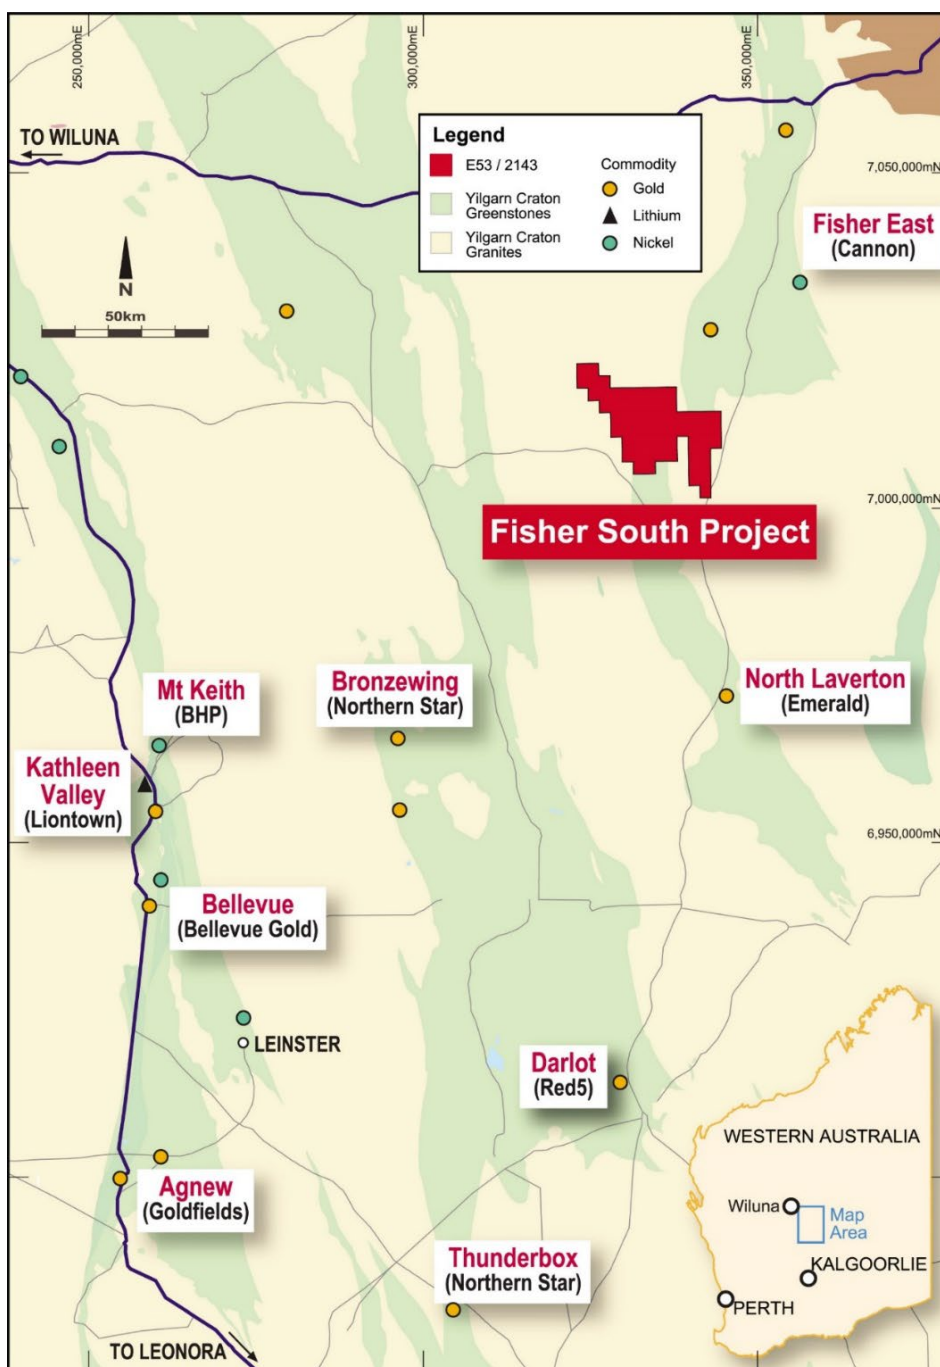 250,000mE
300,000mE
350,000mE
TO WILUNA
Legend
E53 / 2143
Yilgarn Craton
Greenstones
Yilgarn Craton
Granites
Commodity
Gold
Lithium
Nickel
7,050,000mN
Fisher East
(Cannon)
N
50km
7,000,000mN
Fisher South Project
Mt Keith
(BHP)
Bronzewing
(Northern Star)
North Laverton
(Emerald)
Kathleen
Valley
(Liontown)
6,950,000mN
Bellevue
(Bellevue Gold)
LEINSTER
Darlot
(Red5)
Agnew
(Goldfields)
Thunderbox
(Northern Star)
TO LEONORA
WESTERN AUSTRALIA
Wiluna
Map
Area
KALGOORLIE
PERTH